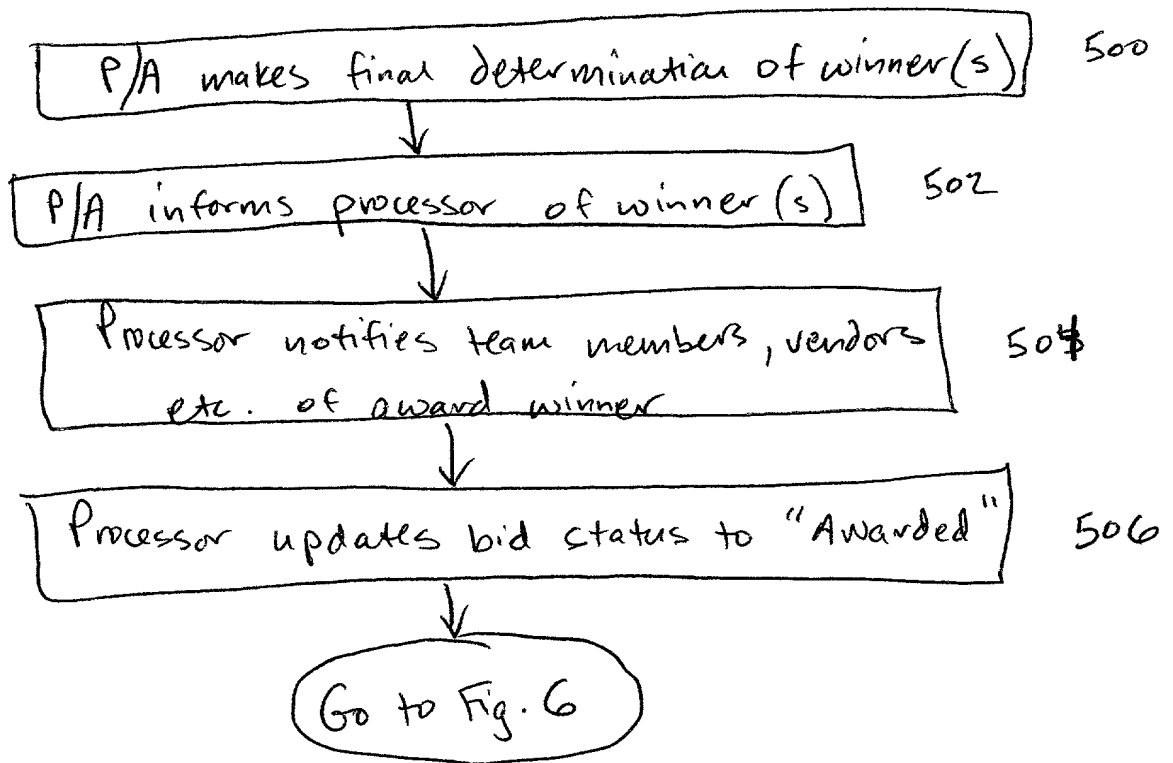 P/A makes final determination of winner(s) 500
P/A informs processor of winner(s) 502
Processor notifies team members, vendors 504
etc. of award winner
Processor updates bid status to "Awarded" 506
Go to Fig. 6